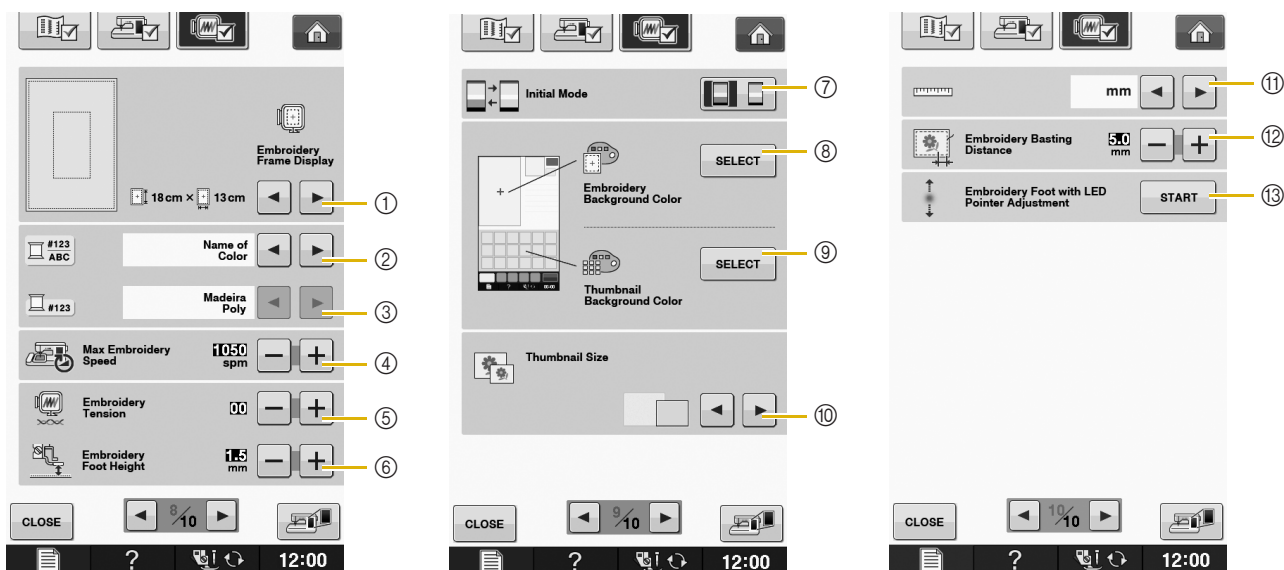 Embroidery
Frame Display
18cm × 13cm
①
#123
ABC
Name of
Color
②
#123
Madeira
Poly
③
Max Embroidery
Speed
1050
spm
④
Embroidery
Tension
00
⑤
Embroidery
Foot Height
1.5
mm
⑥
CLOSE
8/10
?
12:00
Initial Mode
⑦
SELECT
⑧
Embroidery
Background Color
SELECT
⑨
Thumbnail
Background Color
Thumbnail Size
⑩
CLOSE
9/10
?
12:00
mm
⑪
Embroidery Basting
Distance
5.0
mm
⑫
Embroidery Foot with LED
Pointer Adjustment
START
⑬
CLOSE
10/10
?
12:00